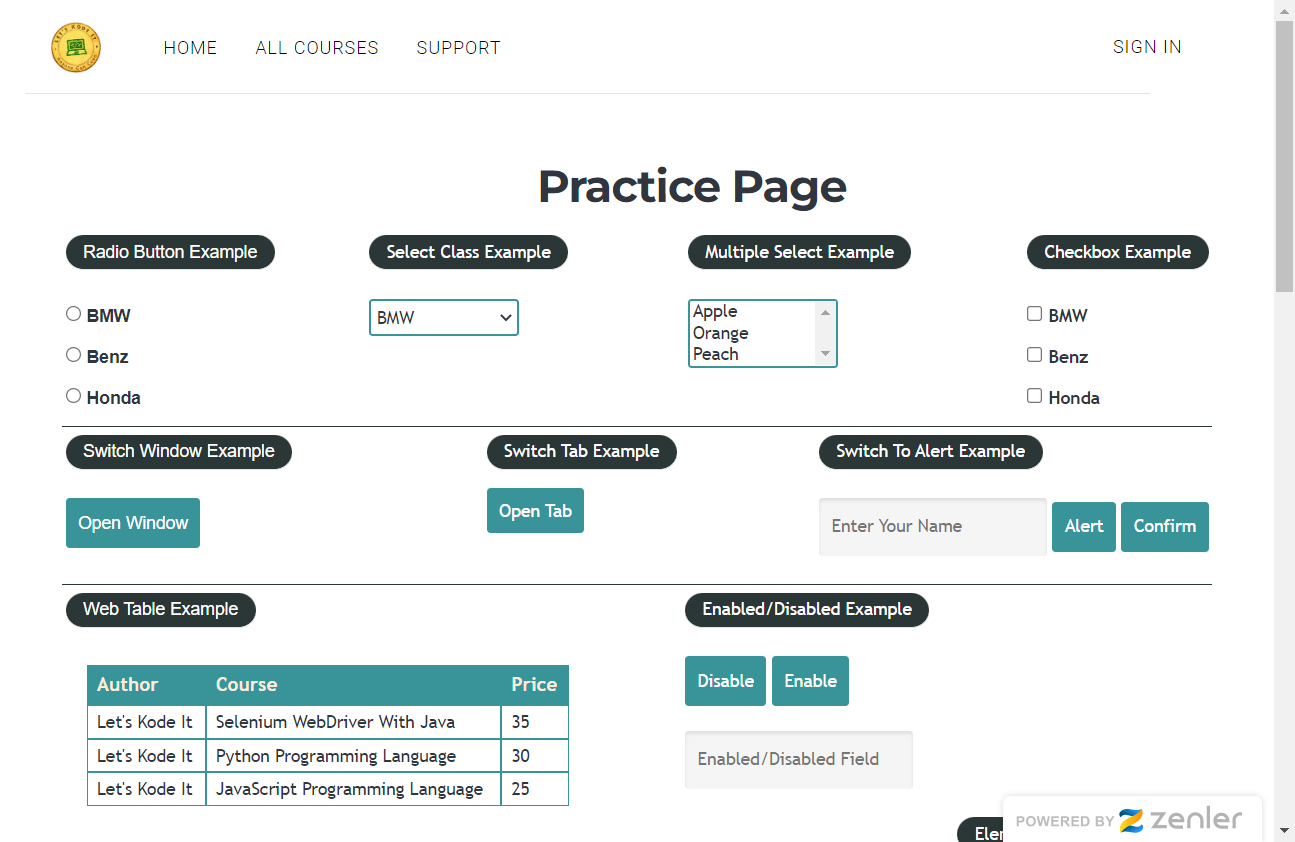 HOME ALL COURSES SUPPORT SIGN IN
Practice Page
Radio Button Example Select Class Example Multiple Select Example Checkbox Example
BMW BMW Apple BMW
Orange
Peach
Benz Benz
Honda Honda
Switch Window Example Switch Tab Example Switch To Alert Example
Open Window Open Tab Enter Your Name Alert Confirm
Web Table Example Enabled/Disabled Example
Author Course Price Disable Enable
Let's Kode It Selenium WebDriver With Java 35
Let's Kode It Python Programming Language 30 Enabled/Disabled Field
Let's Kode It JavaScript Programming Language 25
POWERED BY zenler